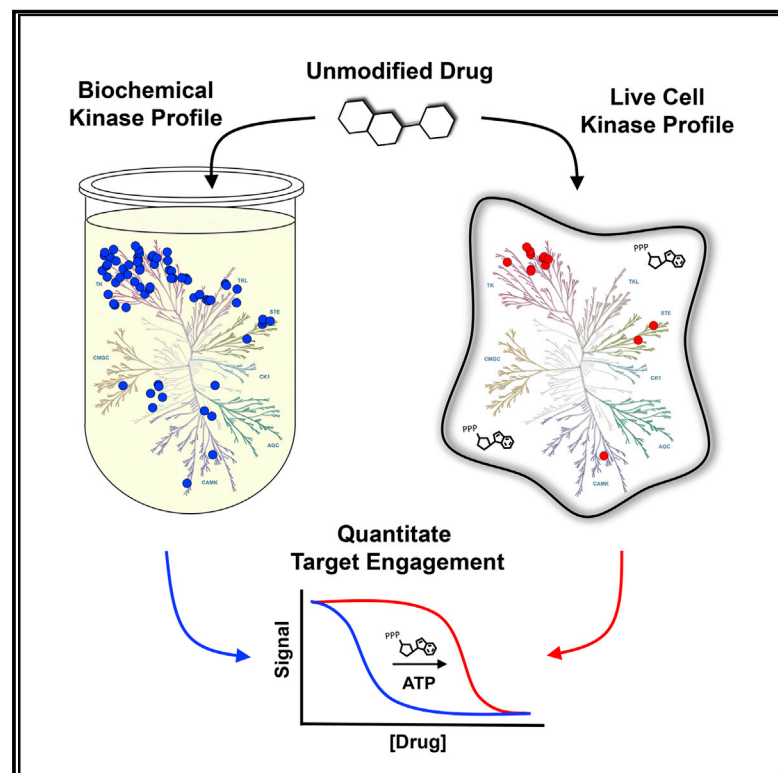 Unmodified Drug
Biochemical
Kinase Profile
Live Cell
Kinase Profile
TK
TKL
STE
CMGC
CK1
AGC
CAMK
PPP
TK
TKL
STE
CMGC
CK1
AGC
CAMK
PPP
Quantitate
Target Engagement
Signal
PPP
ATP
[Drug]